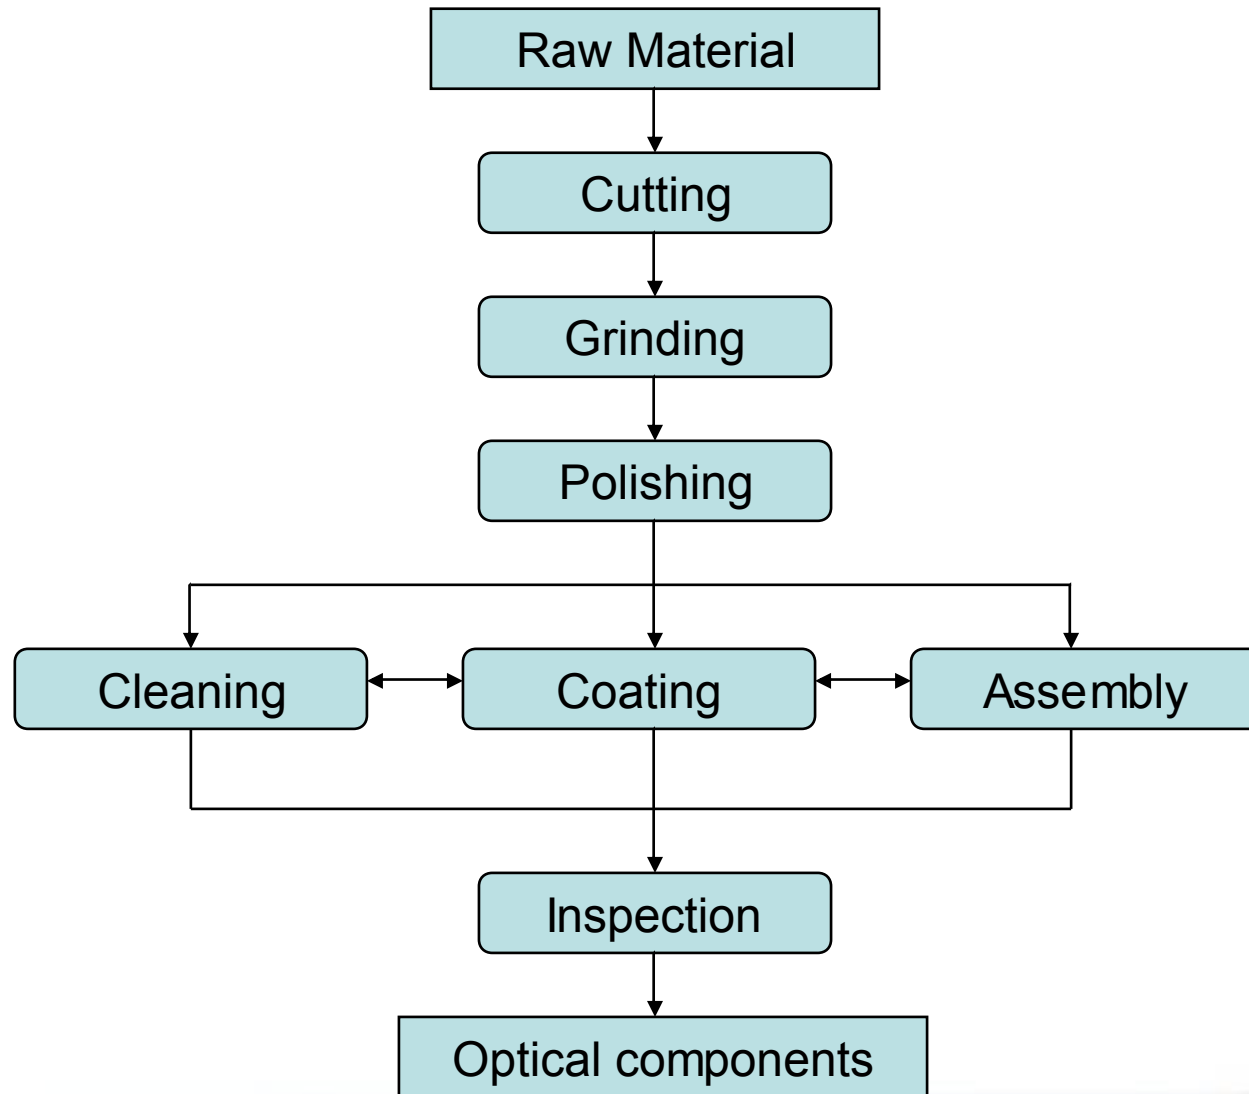 Raw Material
Cutting
Grinding
Polishing
Cleaning
Coating
Assembly
Inspection
Optical components